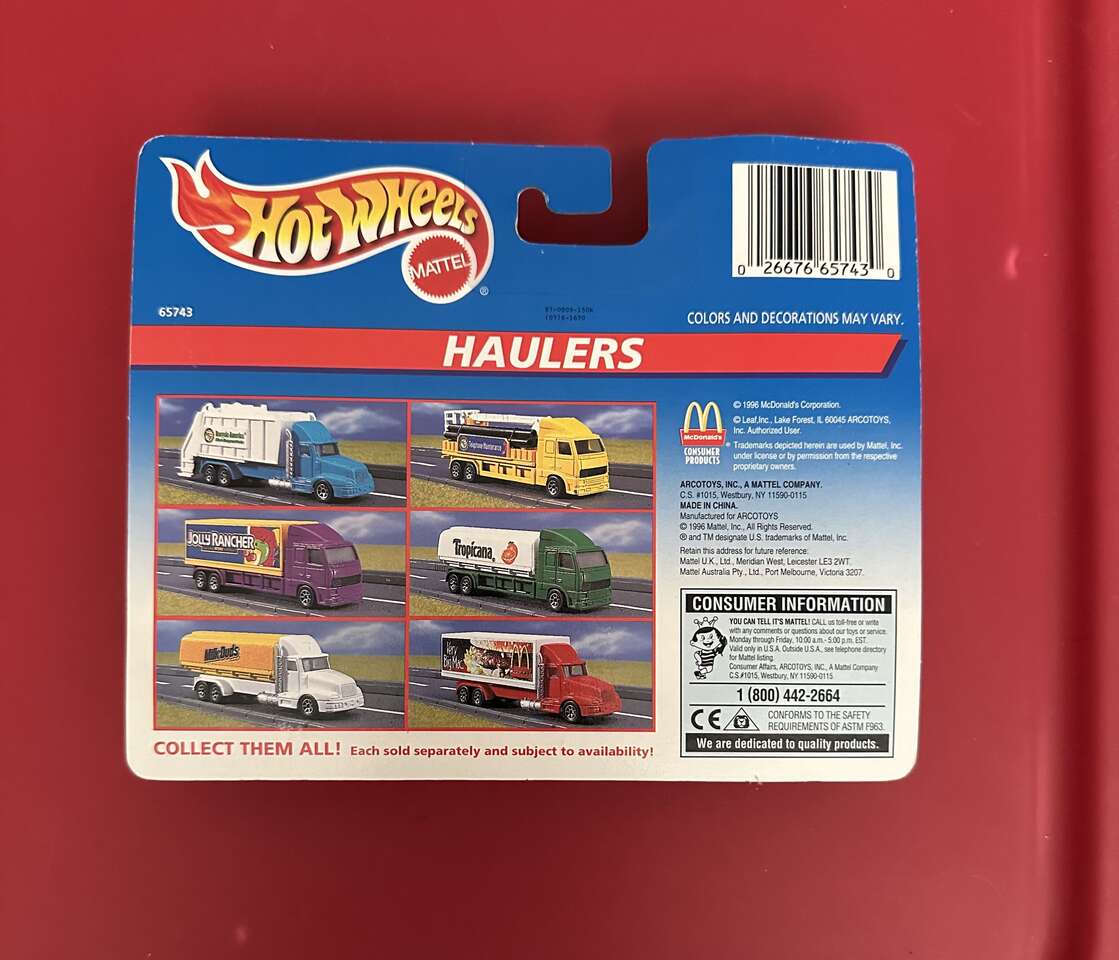 HOT WHEELS
MATTEL
®
0 26676 65743 0
65743
COLORS AND DECORATIONS MAY VARY.
HAULERS
Recycle America
Telephone Maintenance
JOLLY RANCHER
Tropicana
Milk Duds
Very
Big Mac
COLLECT THEM ALL! Each sold separately and subject to availability!
McDonald's
CONSUMER
PRODUCTS
© 1996 McDonald's Corporation.
© Leaf,Inc., Lake Forest, IL 60045 ARCOTOYS,
Inc. Authorized User.
® Trademarks depicted herein are used by Mattel, Inc.
under license or by permission from the respective
proprietary owners.
ARCOTOYS, INC., A MATTEL COMPANY.
C.S. #1015, Westbury, NY 11590-0115
MADE IN CHINA.
Manufactured for ARCOTOYS
© 1996 Mattel, Inc., All Rights Reserved.
® and TM designate U.S. trademarks of Mattel, Inc.
Retain this address for future reference:
Mattel U.K., Ltd., Meridian West, Leicester LE3 2WT.
Mattel Australia Pty., Ltd., Port Melbourne, Victoria 3207.
CONSUMER INFORMATION
YOU CAN TELL IT'S MATTEL! CALL us toll-free or write
with any comments or questions about our toys or service.
Monday through Friday, 10:00 a.m.- 5:00 p.m. EST.
Valid only in U.S.A. Outside U.S.A., see telephone directory
for Mattel listing.
Consumer Affairs, ARCOTOYS, INC., A Mattel Company
C.S.#1015, Westbury, NY 11590-0115
1 (800) 442-2664
CE
CONFORMS TO THE SAFETY
REQUIREMENTS OF ASTM F963.
We are dedicated to quality products.